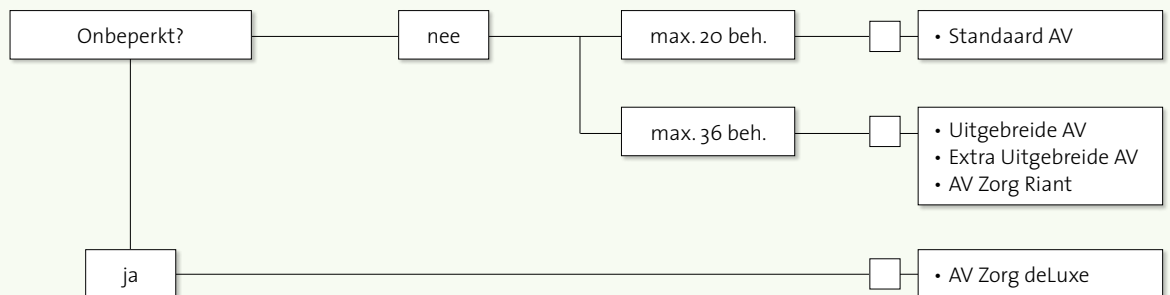 Onbeperkt?
nee
max. 20 beh.
• Standaard AV
max. 36 beh.
• Uitgebreide AV
• Extra Uitgebreide AV
• AV Zorg Riant
ja
• AV Zorg deLuxe